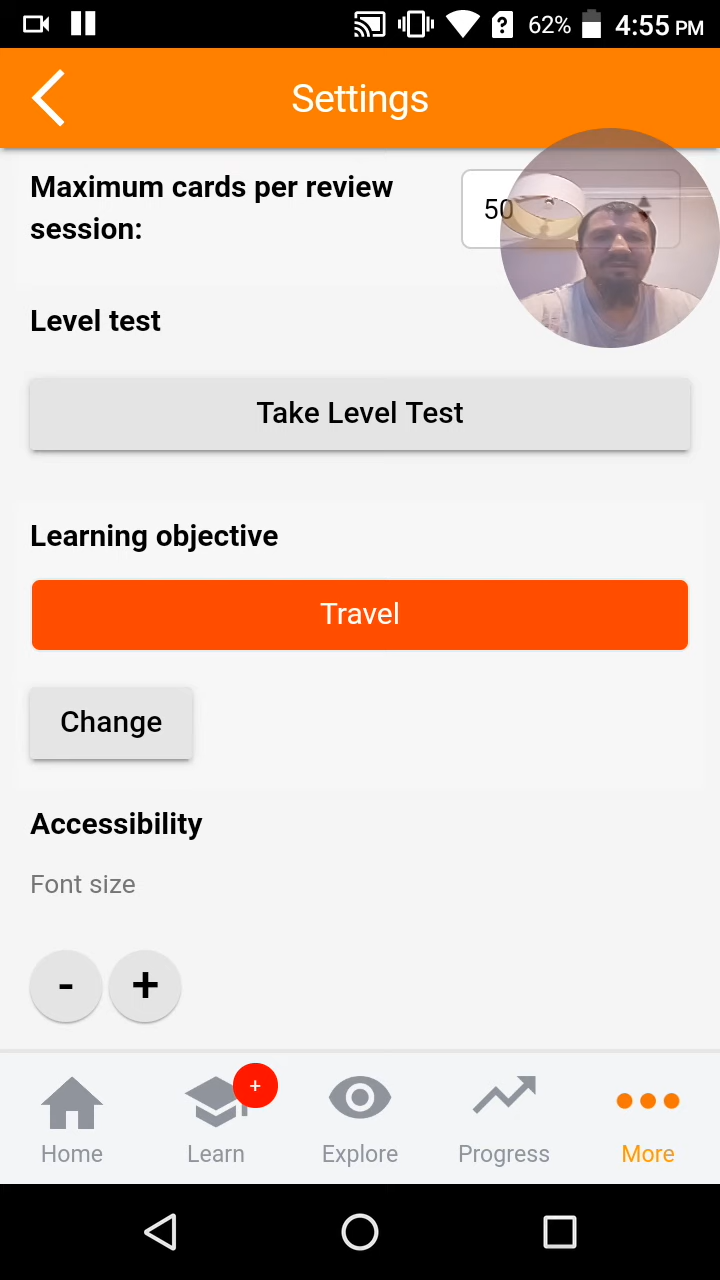 62% 4:55 PM
Settings
Maximum cards per review
session:
50
Level test
Take Level Test
Learning objective
Travel
Change
Accessibility
Font size
- +
+
Home Learn Explore Progress More